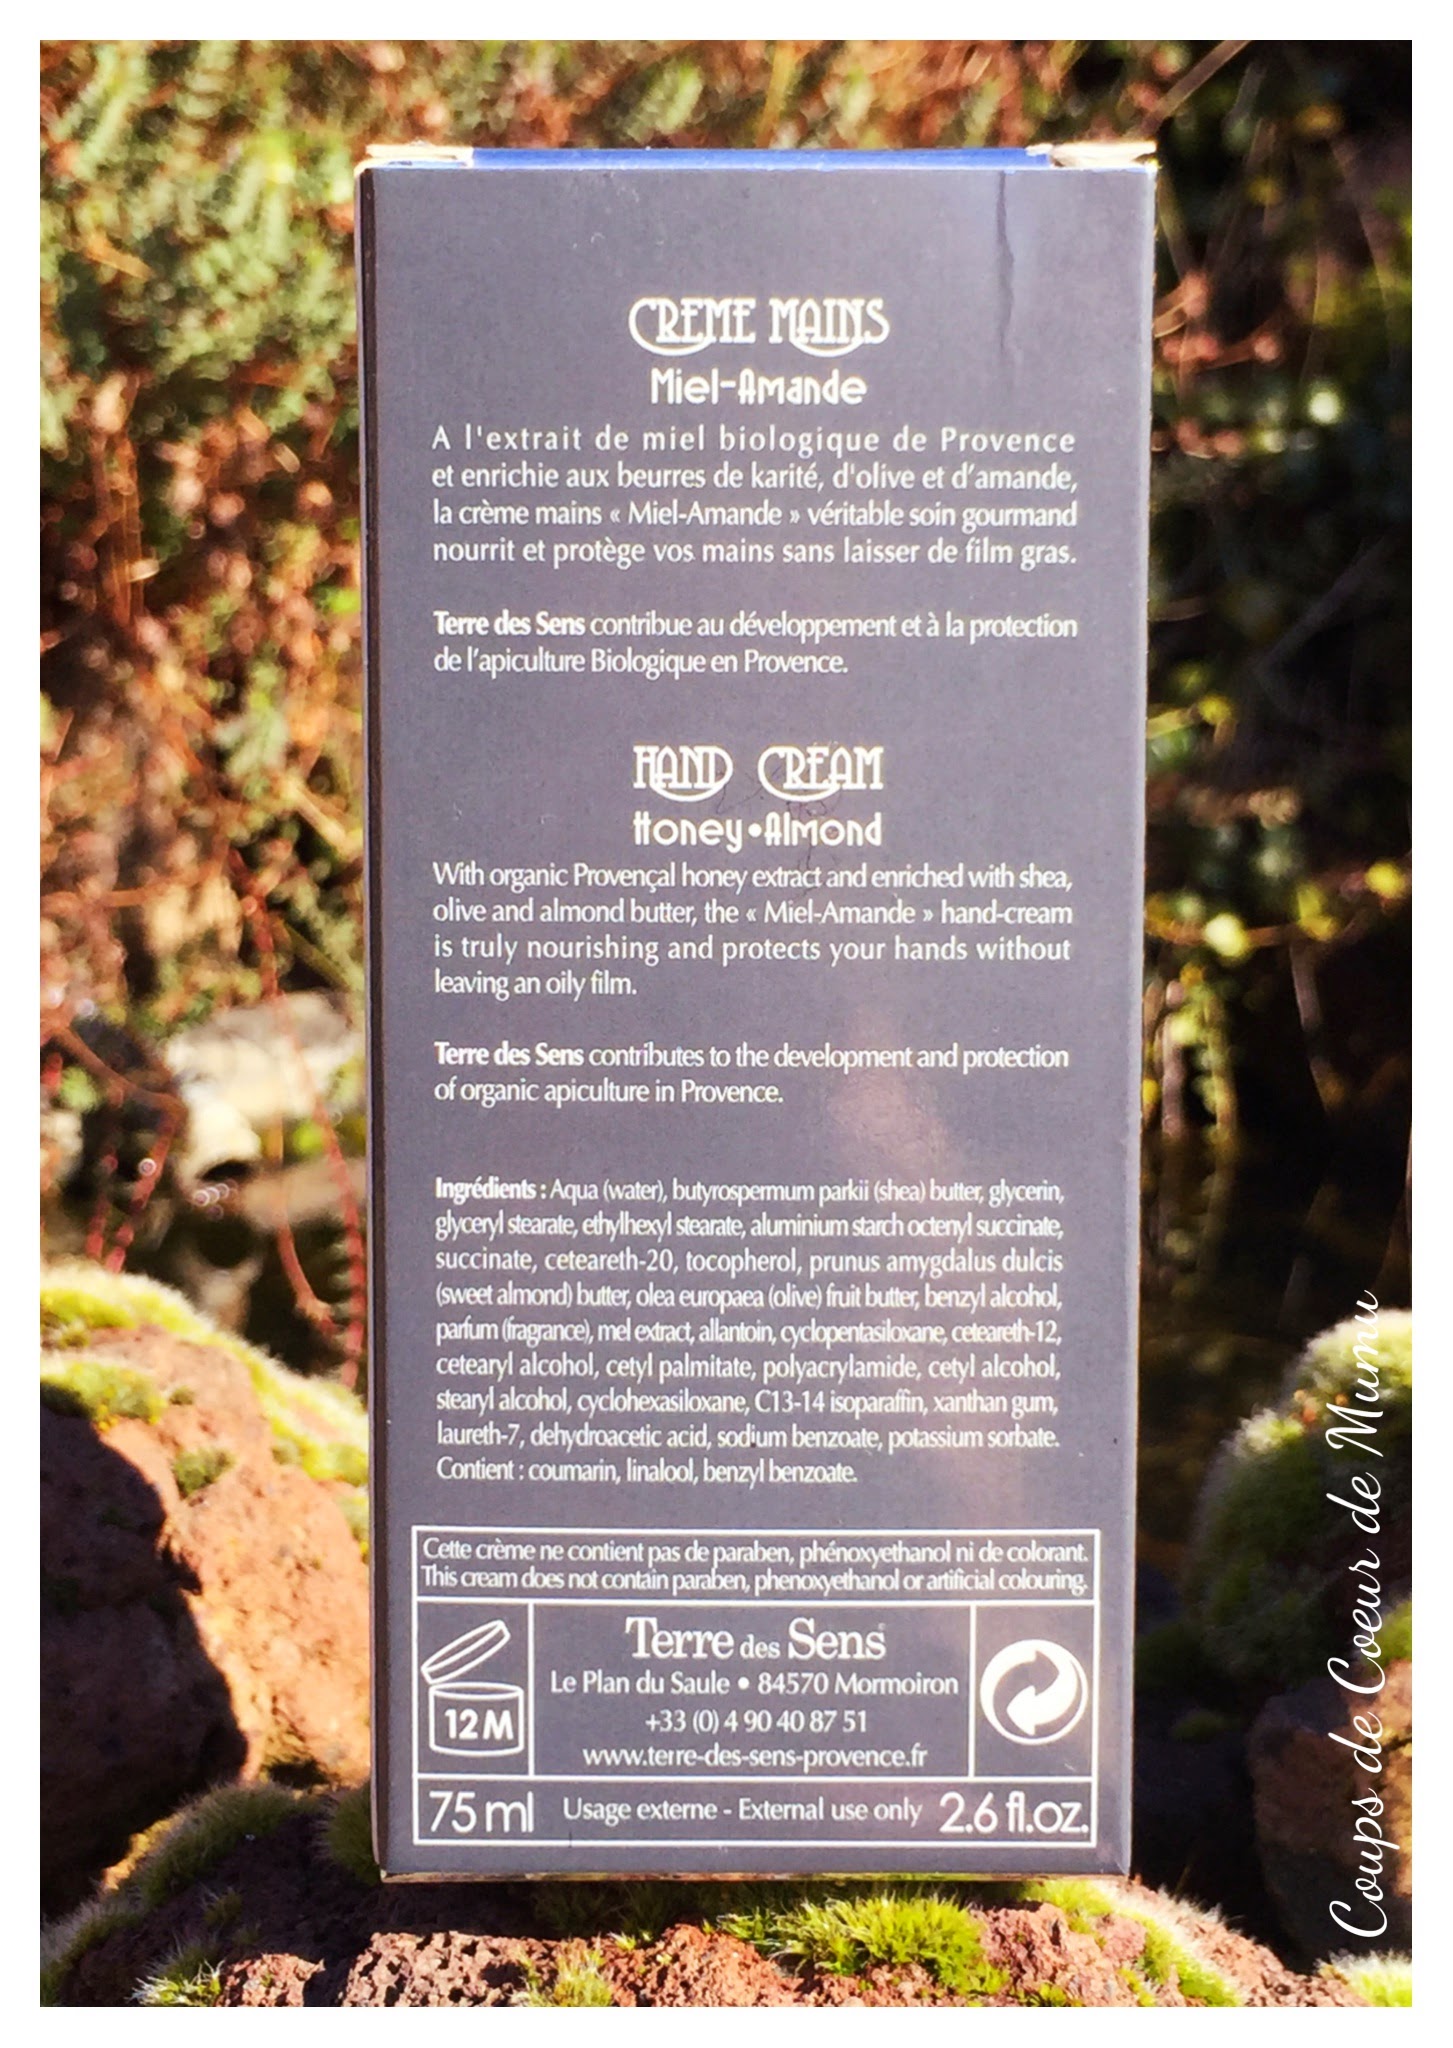 CREME MAINS
Miel-Amande
A l'extrait de miel biologique de Provence
et enrichie aux beurres de karité, d'olive et d’amande,
la crème mains « Miel-Amande » véritable soin gourmand
nourrit et protège vos mains sans laisser de film gras.
Terre des Sens contribue au développement et à la protection
de l’apiculture Biologique en Provence.
HAND CREAM
Honey•Almond
With organic Provençal honey extract and enriched with shea,
olive and almond butter, the « Miel-Amande » hand-cream
is truly nourishing and protects your hands without
leaving an oily film.
Terre des Sens contributes to the development and protection
of organic apiculture in Provence.
Ingrédients : Aqua (water), butyrospermum parkii (shea) butter, glycerin,
glyceryl stearate, ethylhexyl stearate, aluminium starch octenyl succinate,
succinate, ceteareth-20, tocopherol, prunus amygdalus dulcis
(sweet almond) butter, olea europaea (olive) fruit butter, benzyl alcohol,
parfum (fragrance), mel extract, allantoin, cyclopentasiloxane, ceteareth-12,
cetearyl alcohol, cetyl palmitate, polyacrylamide, cetyl alcohol,
stearyl alcohol, cyclohexasiloxane, C13-14 isoparaffin, xanthan gum,
laureth-7, dehydroacetic acid, sodium benzoate, potassium sorbate.
Contient : coumarin, linalool, benzyl benzoate.
Cette crème ne contient pas de paraben, phénoxyethanol ni de colorant.
This cream does not contain paraben, phenoxyethanol or artificial colouring.
12 M
Terre des Sens
Le Plan du Saule • 84570 Mormoiron
+33 (0) 4 90 40 87 51
www.terre-des-sens-provence.fr
75 ml Usage externe - External use only 2.6 fl.oz.
Coups de Coeur de Mumu